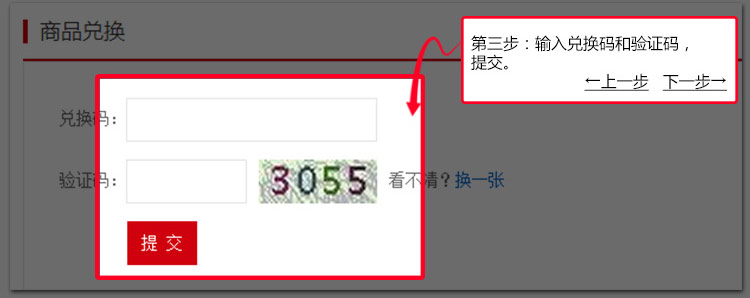 商品兑换
第三步：输入兑换码和验证码，
提交。
←上一步 下一步→
兑换码：
验证码： 3055 看不清？换一张
提 交